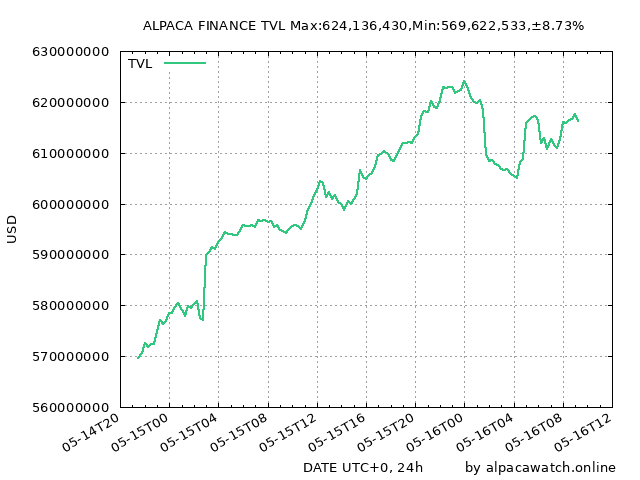 ALPACA FINANCE TVL Max:624,136,430,Min:569,622,533,±8.73%
TVL
630000000
620000000
610000000
600000000
590000000
580000000
570000000
560000000
USD
05-14T20
05-15T00
05-15T04
05-15T08
05-15T12
05-15T16
05-15T20
05-16T00
05-16T04
05-16T08
05-16T12
DATE UTC+0, 24h
by alpacawatch.online